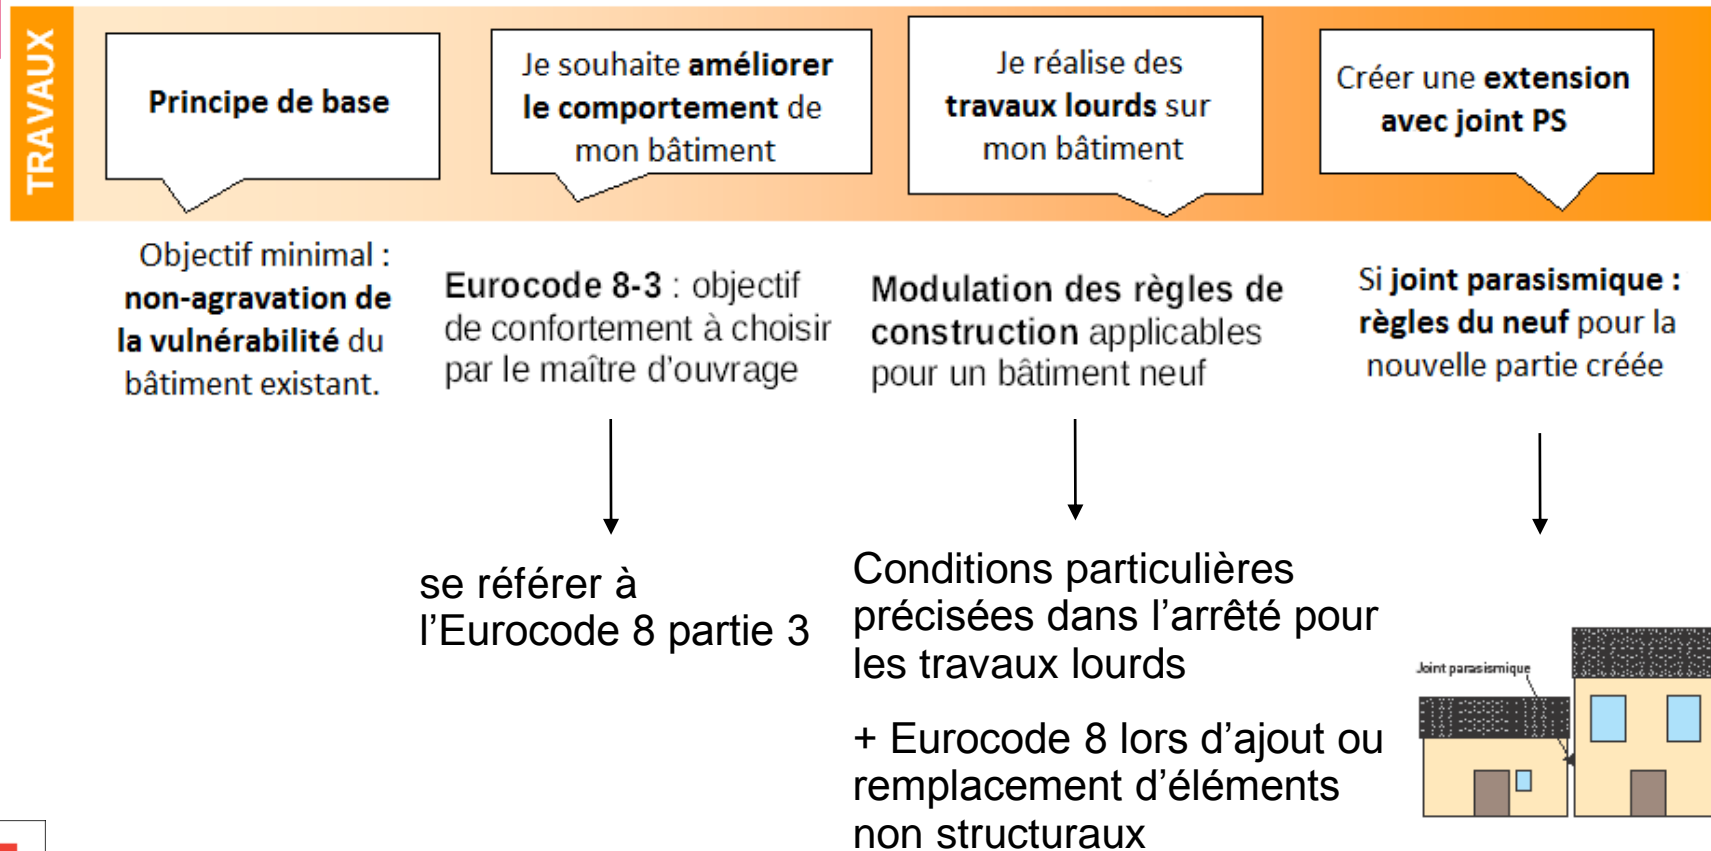 TRAVAUX
Principe de base
Je souhaite améliorer
le comportement de
mon bâtiment
Je réalise des
travaux lourds sur
mon bâtiment
Créer une extension
avec joint PS
Objectif minimal :
non-agravation de
la vulnérabilité du
bâtiment existant.
Eurocode 8-3 : objectif
de confortement à choisir
par le maître d’ouvrage
Modulation des règles de
construction applicables
pour un bâtiment neuf
Si joint parasismique :
règles du neuf pour la
nouvelle partie créée
se référer à
l’Eurocode 8 partie 3
Conditions particulières
précisées dans l’arrêté pour
les travaux lourds
+ Eurocode 8 lors d’ajout ou
remplacement d’éléments
non structuraux
Joint parasismique